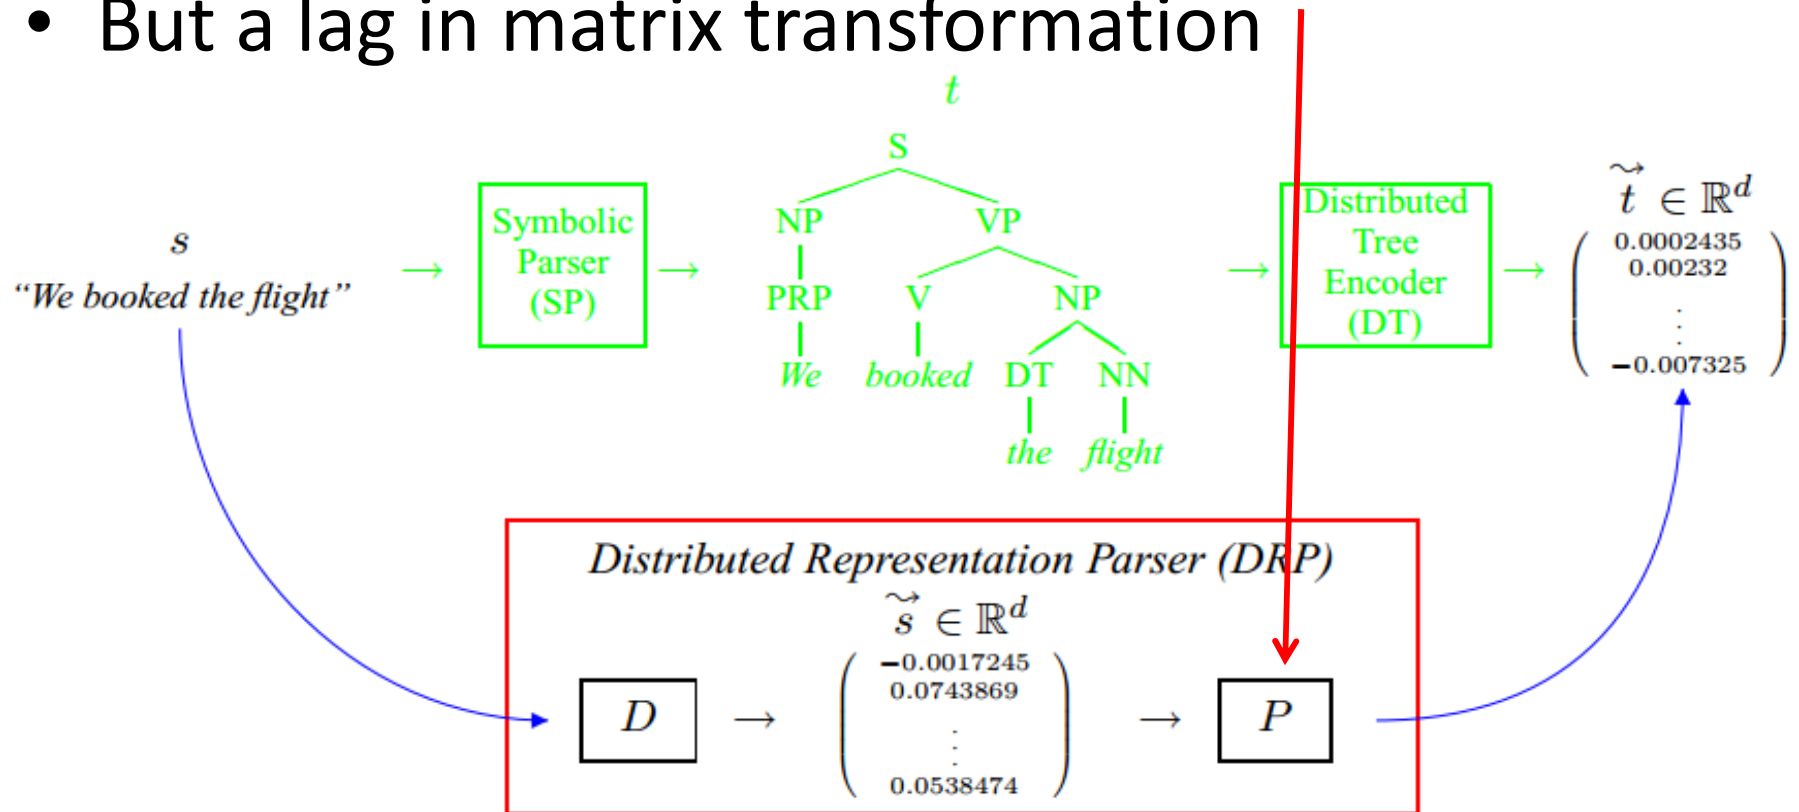 • But a lag in matrix transformation
t
S
NP VP
PRP V NP
We booked DT NN
the flight
s
“We booked the flight”
→
Symbolic
Parser
(SP)
→
→
Distributed
Tree
Encoder
(DT)
→
t ∈ ℝᵈ
0.0002435
0.00232
⋮
−0.007325
Distributed Representation Parser (DRP)
s ∈ ℝᵈ
D
→
−0.0017245
0.0743869
⋮
0.0538474
→
P